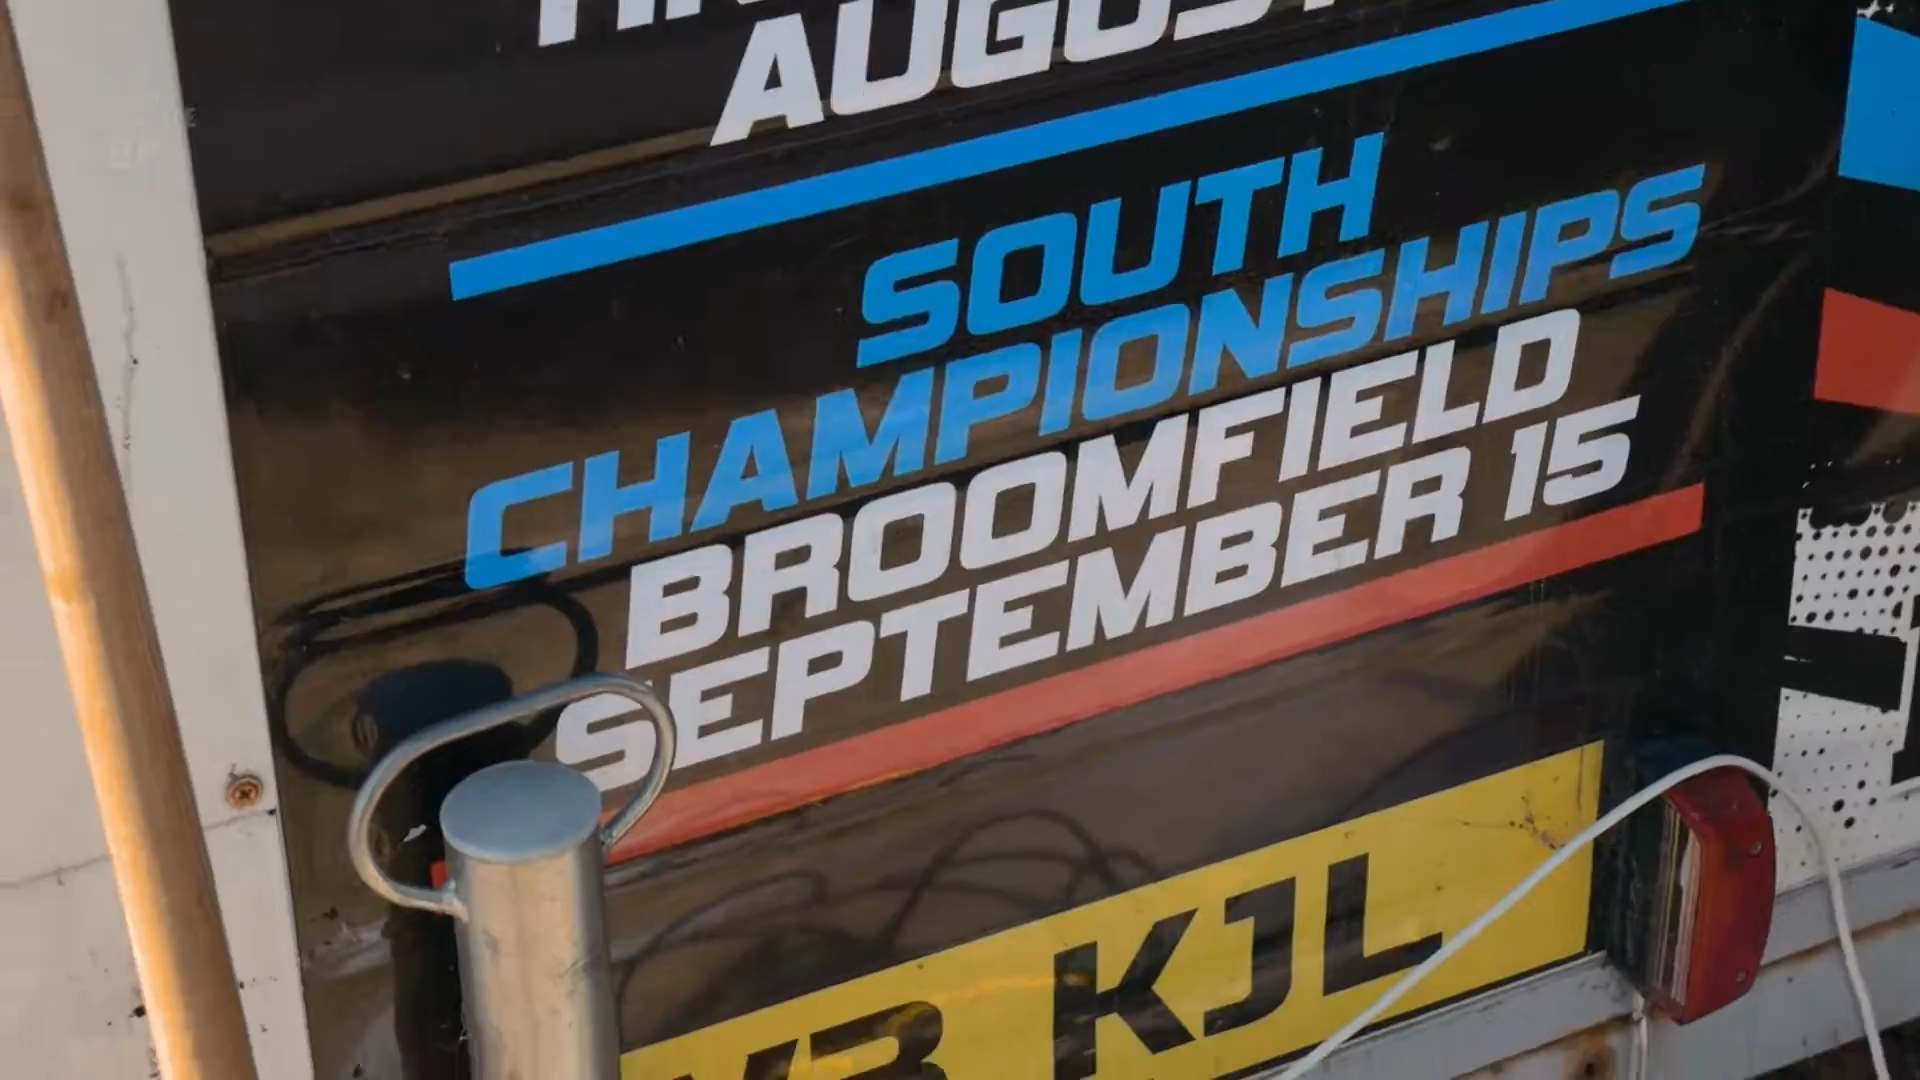 AUGUST
SOUTH
CHAMPIONSHIPS
BROOMFIELD
SEPTEMBER 15
KJL